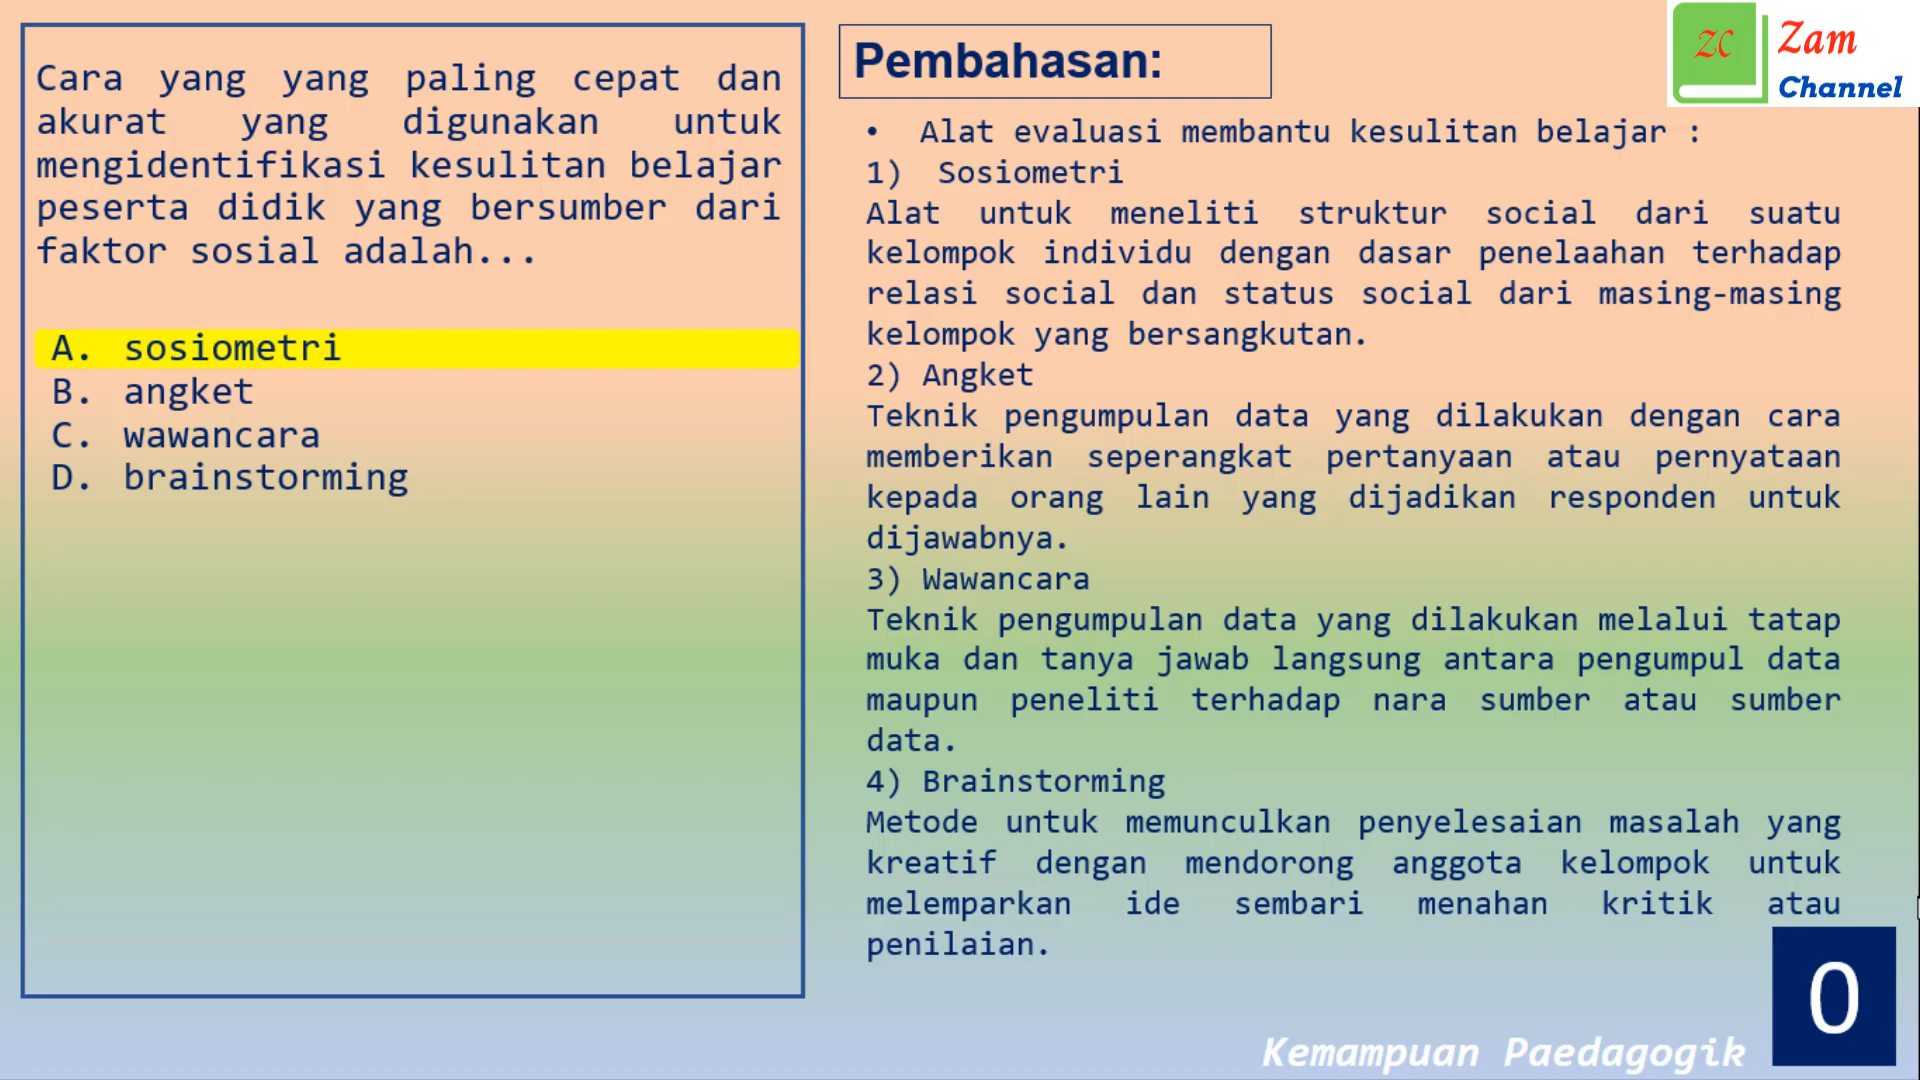 Cara yang yang paling cepat dan
akurat yang digunakan untuk
mengidentifikasi kesulitan belajar
peserta didik yang bersumber dari
faktor sosial adalah...
A. sosiometri
B. angket
C. wawancara
D. brainstorming
Pembahasan:
ZC
Zam
Channel
• Alat evaluasi membantu kesulitan belajar :
1) Sosiometri
Alat untuk meneliti struktur social dari suatu
kelompok individu dengan dasar penelaahan terhadap
relasi social dan status social dari masing-masing
kelompok yang bersangkutan.
2) Angket
Teknik pengumpulan data yang dilakukan dengan cara
memberikan seperangkat pertanyaan atau pernyataan
kepada orang lain yang dijadikan responden untuk
dijawabnya.
3) Wawancara
Teknik pengumpulan data yang dilakukan melalui tatap
muka dan tanya jawab langsung antara pengumpul data
maupun peneliti terhadap nara sumber atau sumber
data.
4) Brainstorming
Metode untuk memunculkan penyelesaian masalah yang
kreatif dengan mendorong anggota kelompok untuk
melemparkan ide sembari menahan kritik atau
penilaian.
0
Kemampuan Paedagogik